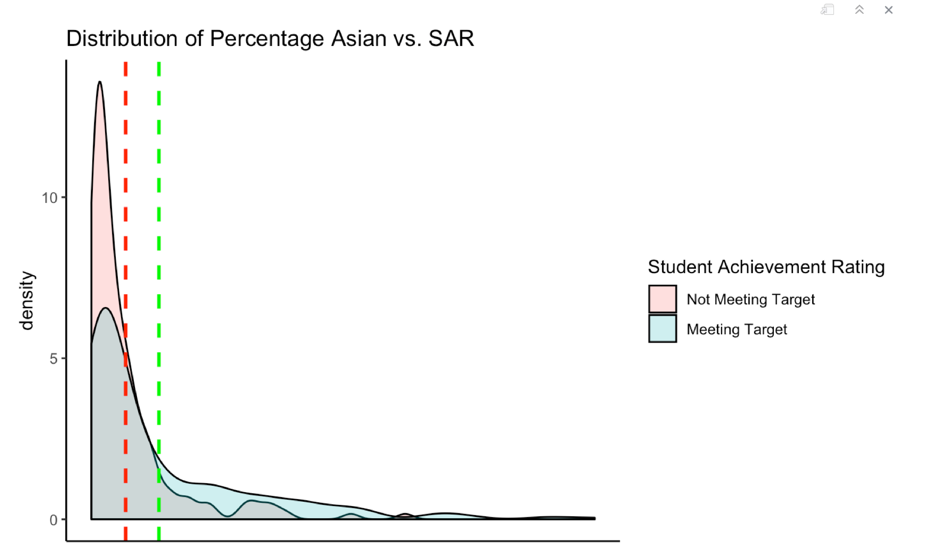 Distribution of Percentage Asian vs. SAR
10
5
0
density
Student Achievement Rating
Not Meeting Target
Meeting Target